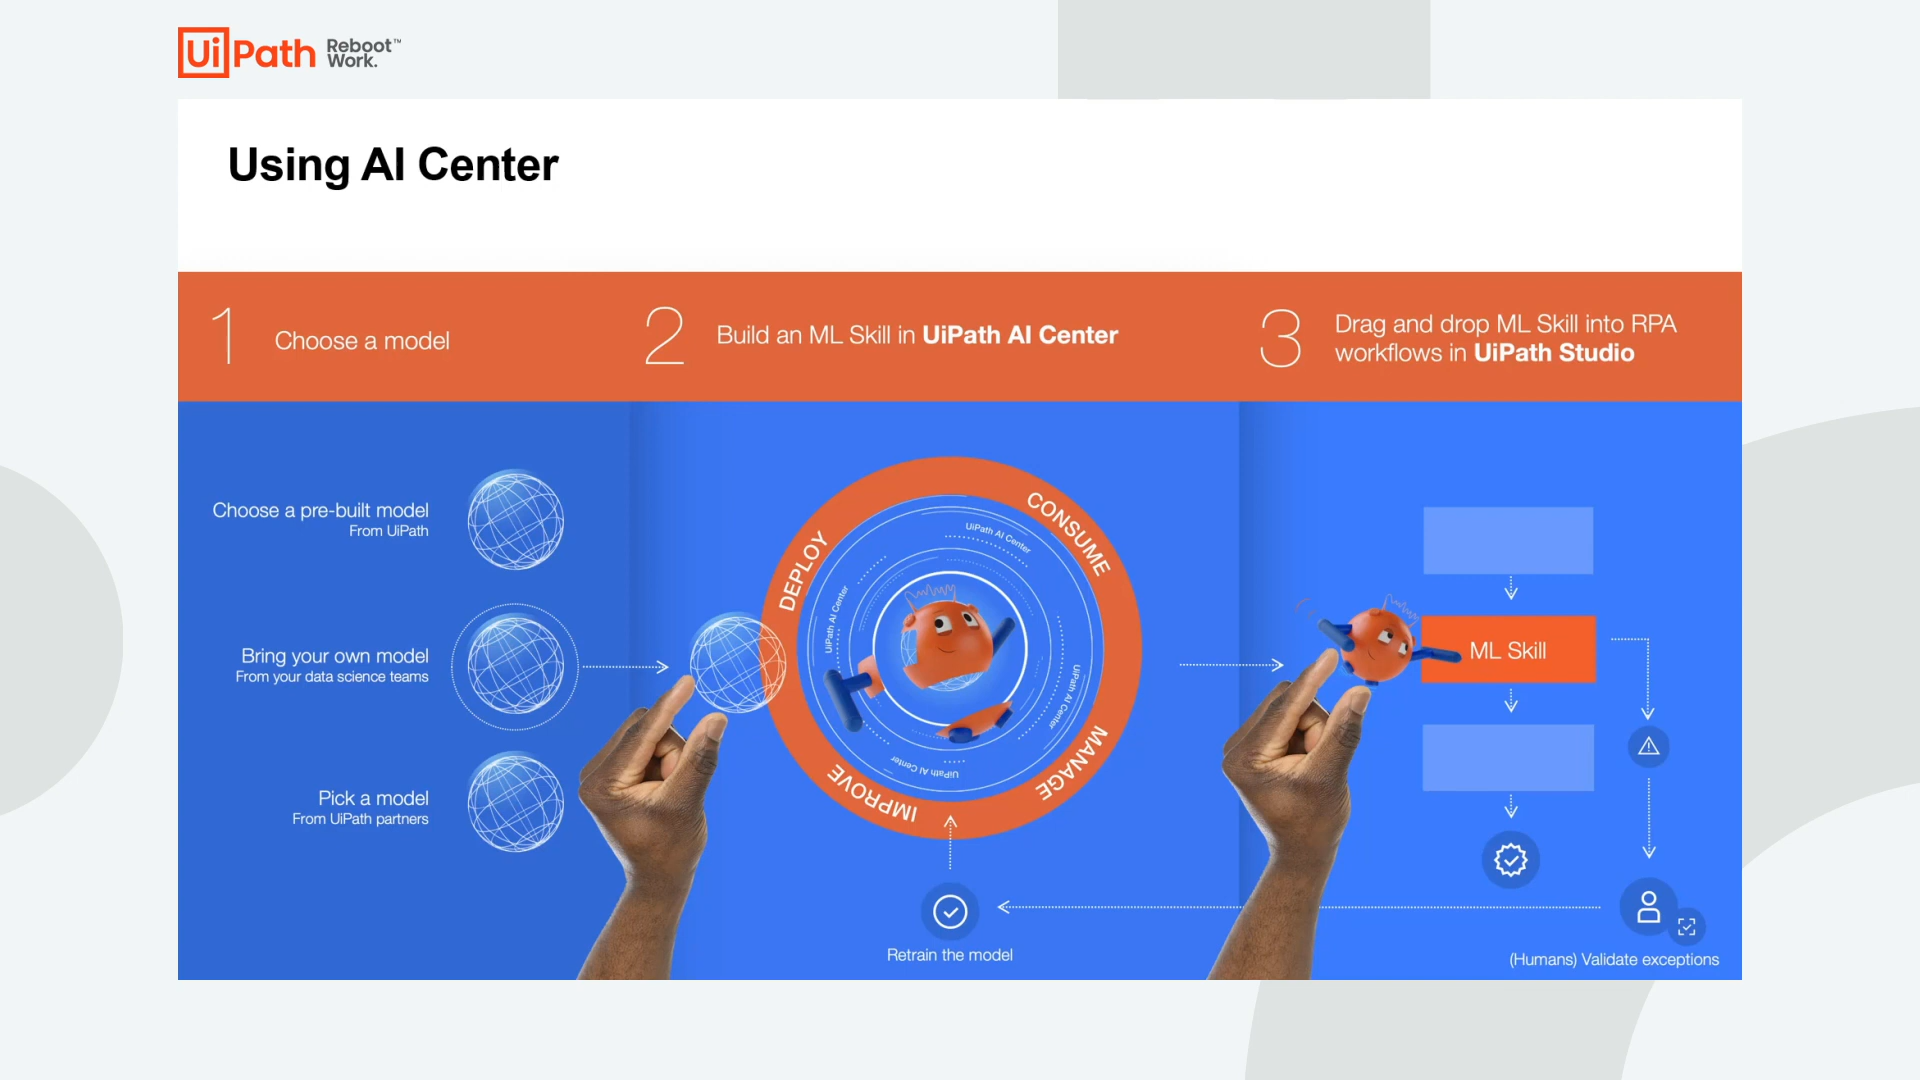 UiPath Reboot™
Work.
Using AI Center
1 Choose a model
2 Build an ML Skill in UiPath AI Center
3 Drag and drop ML Skill into RPA
workflows in UiPath Studio
Choose a pre-built model
From UiPath
Bring your own model
From your data science teams
Pick a model
From UiPath partners
DEPLOY
CONSUME
MANAGE
IMPROVE
UiPath AI Center
UiPath AI Center
UiPath AI Center
UiPath AI Center
ML Skill
Retrain the model
(Humans) Validate exceptions